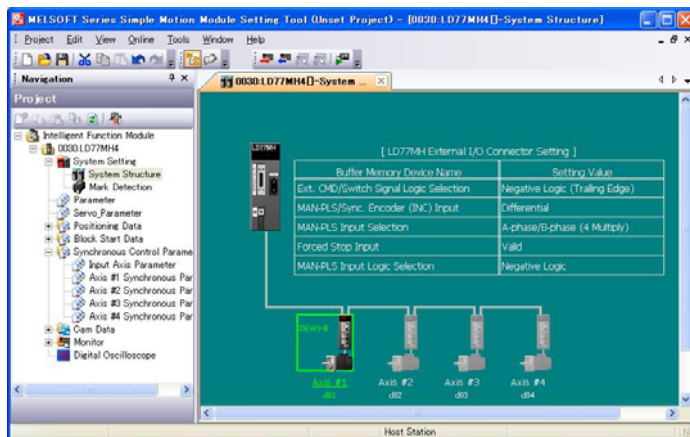 MELSOFT Series Simple Motion Module Setting Tool (Unset Project) - [0030:LD77MH4[]-System Structure]
Project Edit View Online Tools Window Help
Navigation
0030:LD77MH4[]-System ...
Project
Intelligent Function Module
0030:LD77MH4
System Setting
System Structure
Mark Detection
Parameter
Servo_Parameter
Positioning Data
Block Start Data
Synchronous Control Parame
Input Axis Parameter
Axis #1 Synchronous Par
Axis #2 Synchronous Par
Axis #3 Synchronous Par
Axis #4 Synchronous Par
Cam Data
Monitor
Digital Oscilloscope
LD77MH
[ LD77MH External I/O Connector Setting ]
Buffer Memory Device Name Setting Value
Ext. CMD/Switch Signal Logic Selection Negative Logic (Trailing Edge)
MAN-PLS/Sync. Encoder (INC) Input Differential
MAN-PLS Input Selection A-phase/B-phase (4 Multiply)
Forced Stop Input Valid
MAN-PLS Input Logic Selection Negative Logic
Axis #1 Axis #2 Axis #3 Axis #4
d01 d02 d03 d04
Host Station